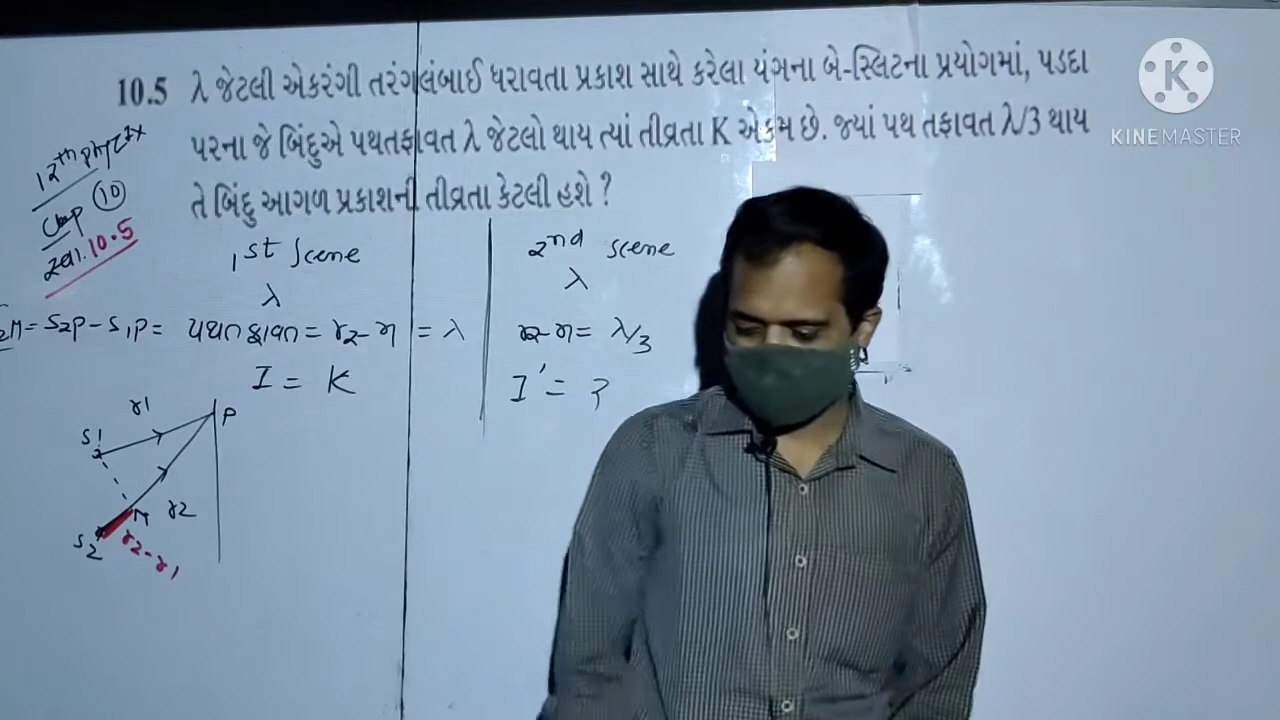 10.5 λ જેટલી એકરંગી તરંગલંબાઈ ધરાવતા પ્રકાશ સાથે કરેલા યંગના બે-સ્લિટના પ્રયોગમાં, પડદા
પરના જે બિંદુએ પથતફાવત λ જેટલો થાય ત્યાં તીવ્રતા K એકમ છે. જ્યાં પથ તફાવત λ/3 થાય
તે બિંદુ આગળ પ્રકાશની તીવ્રતા કેટલી હશે ?
KINEMASTER
12th
10
10.5
1st Scene
λ
2M = S2P - S1P = પથતફાવત = r2 - r1 = λ
I = K
2nd Scene
λ
r2 - r1 = λ/3
I' = ?
r1
P
S1
M
r2
S2
r2 - r1